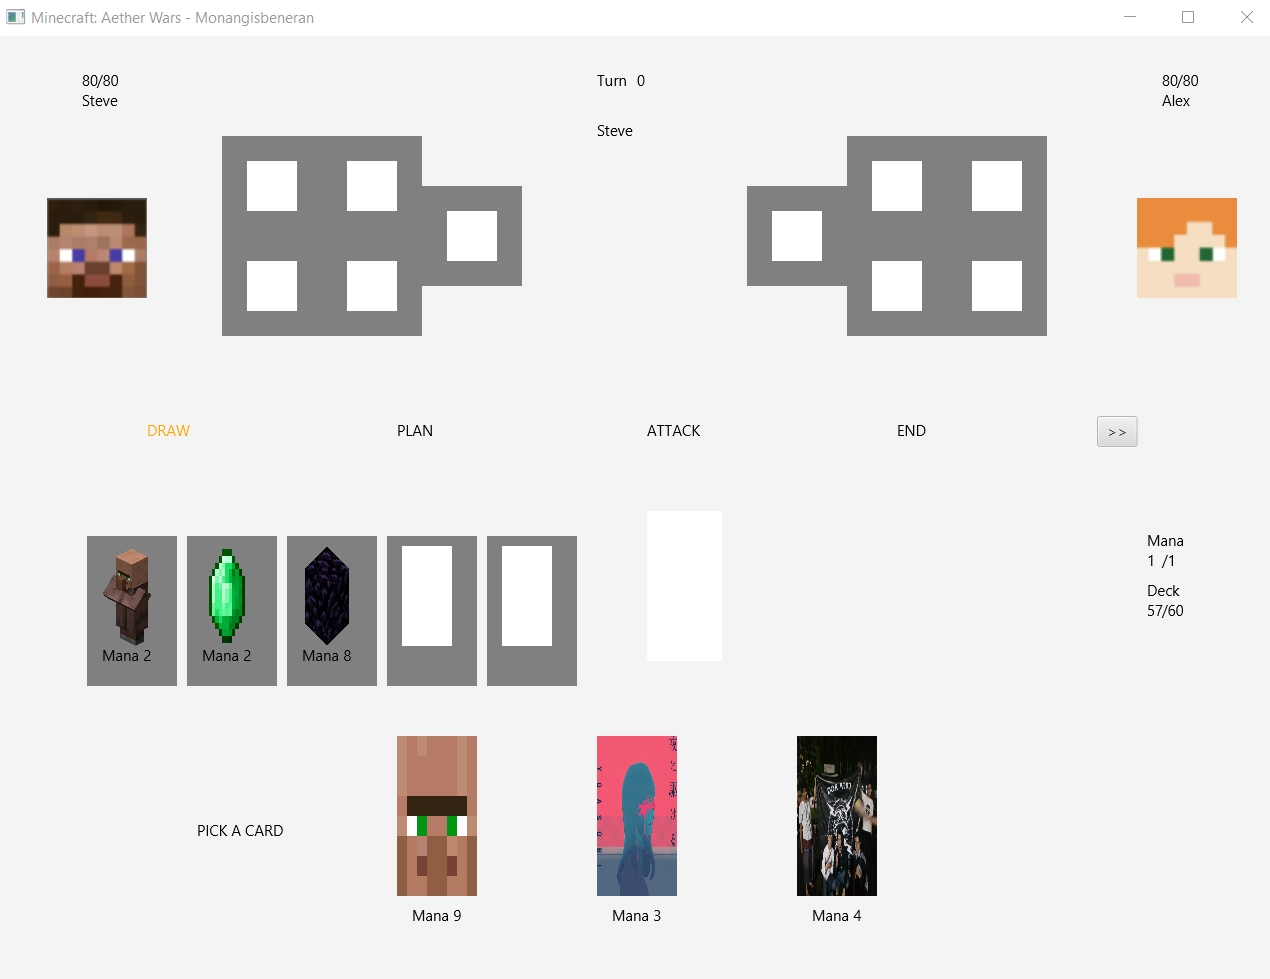 Minecraft: Aether Wars - Monangisbeneran
80/80
Steve
Turn 0
Steve
80/80
Alex
DRAW PLAN ATTACK END >>
Mana 2
Mana 2
Mana 8
Mana
1 /1
Deck
57/60
PICK A CARD
Mana 9
Mana 3
Mana 4